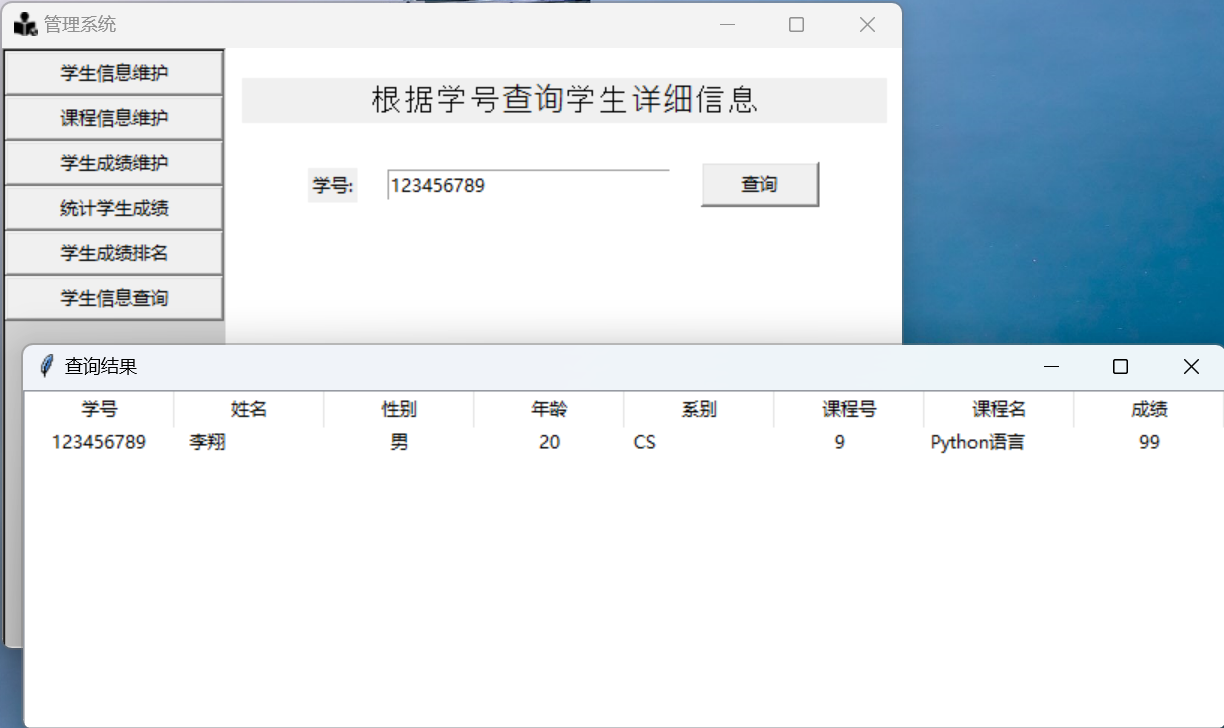 管理系统
学生信息维护
课程信息维护
学生成绩维护
统计学生成绩
学生成绩排名
学生信息查询
根据学号查询学生详细信息
学号: 123456789 查询
查询结果
学号 姓名 性别 年龄 系别 课程号 课程名 成绩
123456789 李翔 男 20 CS 9 Python语言 99